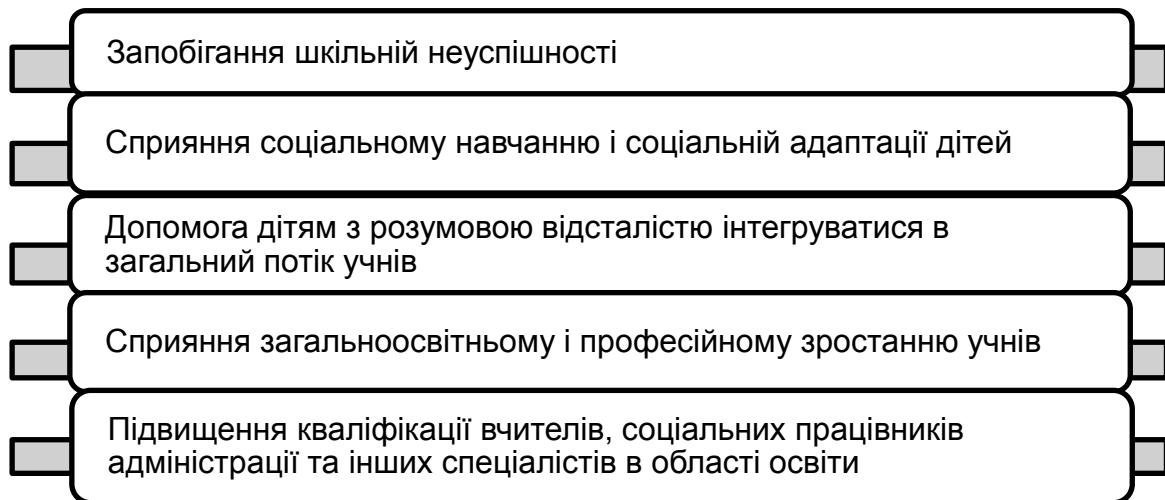 Запобігання шкільній неуспішності
Сприяння соціальному навчанню і соціальній адаптації дітей
Допомога дітям з розумовою відсталістю інтегруватися в
загальний потік учнів
Сприяння загальноосвітньому і професійному зростанню учнів
Підвищення кваліфікації вчителів, соціальних працівників
адміністрації та інших спеціалістів в області освіти